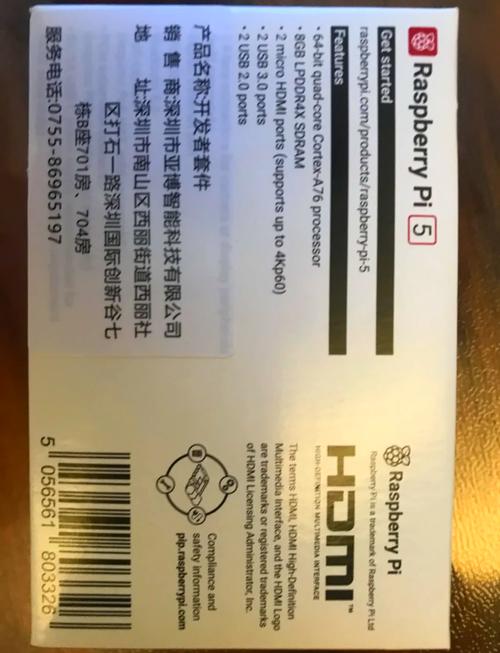 Raspberry Pi 5
Get started
raspberrypi.com/products/raspberry-pi-5
Features
• 64-bit quad-core Cortex-A76 processor
• 8GB LPDDR4X SDRAM
• 2 micro HDMI ports (supports up to 4Kp60)
• 2 USB 3.0 ports
• 2 USB 2.0 ports
产品名称:开发者套件
销 售 商:深圳市亚博智能科技有限公司
地 址:深圳市南山区西丽街道西丽社
区打石一路深圳国际创新谷七
栋B座701房、704房
服务电话:0755-86965197
Raspberry Pi
Raspberry Pi is a trademark of Raspberry Pi Ltd
HDMI™
HIGH-DEFINITION MULTIMEDIA INTERFACE
The terms HDMI, HDMI High-Definition
Multimedia Interface, and the HDMI Logo
are trademarks or registered trademarks
of HDMI Licensing Administrator, Inc.
Compliance and
safety information
pip.raspberrypi.com
5 056561 803326